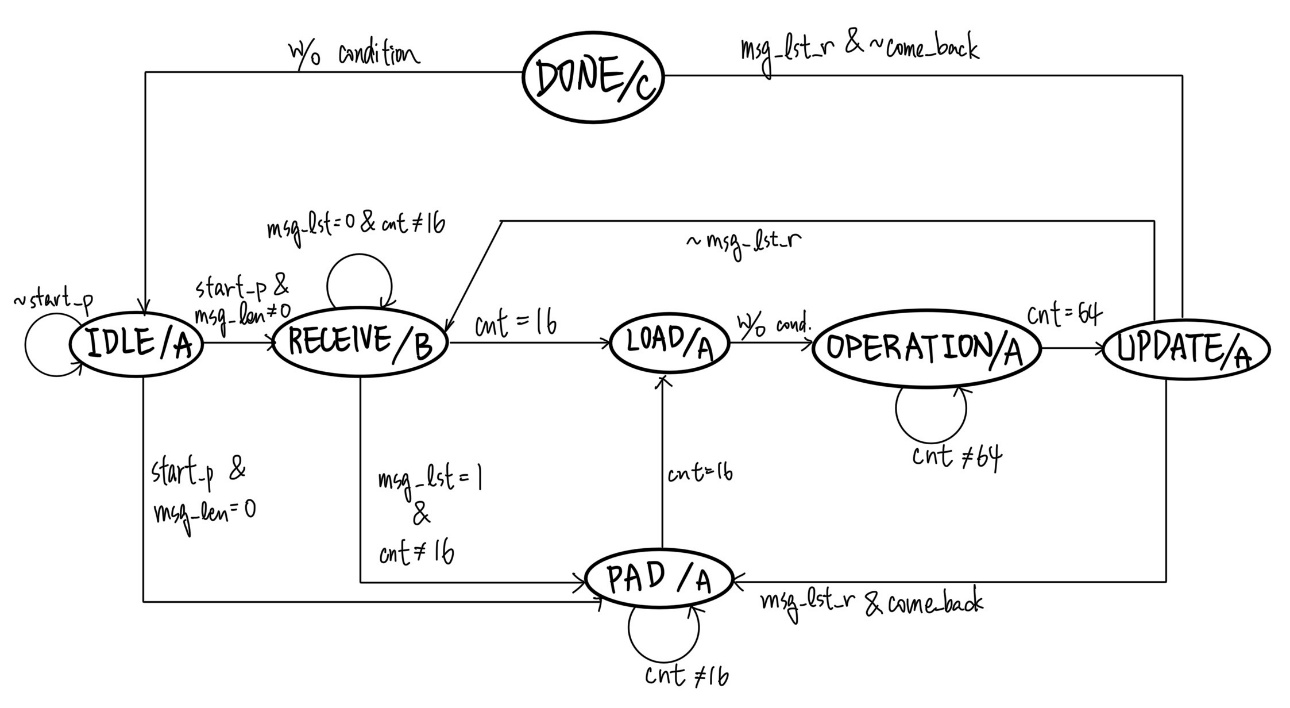 w/o condition
DONE/C
msg_lst_r & ~come_back
msg_lst=0 & cnt≠16
~msg_lst_r
~start_p
start_p &
msg_len≠0
cnt=16
w/o cond.
cnt=64
IDLE/A
RECEIVE/B
LOAD/A
OPERATION/A
UPDATE/A
cnt≠64
start_p &
msg_len=0
msg_lst=1
&
cnt≠16
cnt=16
PAD/A
msg_lst_r & come_back
cnt≠16